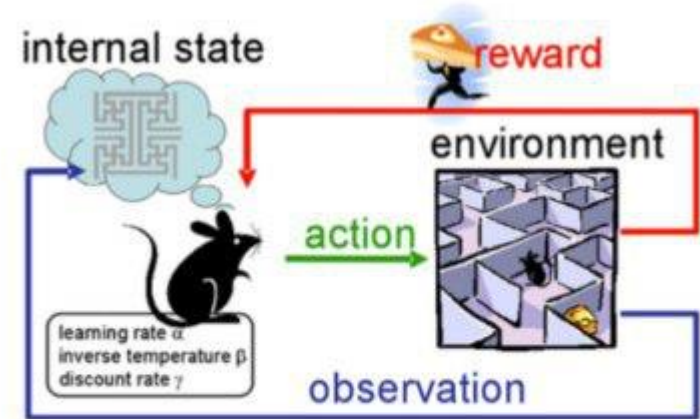 internal state
reward
environment
action
learning rate α
inverse temperature β
discount rate γ
observation